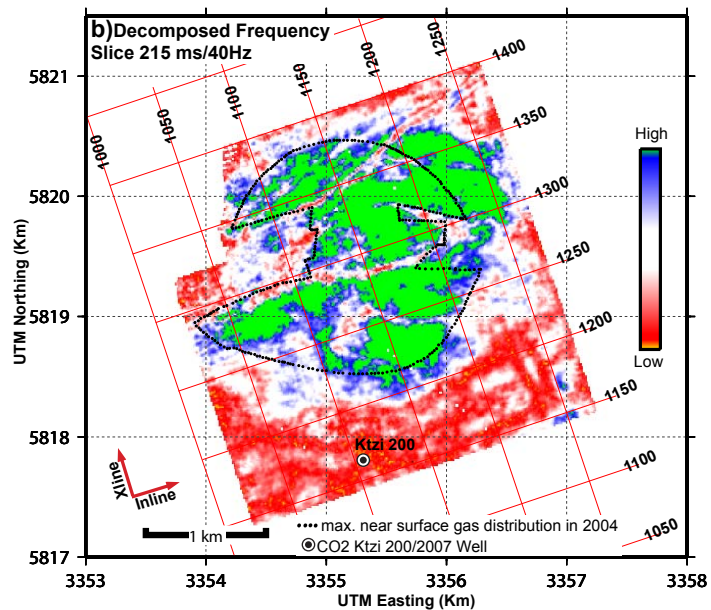 b)Decomposed Frequency
Slice 215 ms/40Hz
5821
5820
5819
5818
5817
UTM Northing (Km)
1000
1050
1100
1150
1200
1250
1400
1350
1300
1250
1200
1150
1100
1050
High
Low
Ktzi 200
Xline
Inline
1 km
max. near surface gas distribution in 2004
CO2 Ktzi 200/2007 Well
3353 3354 3355 3356 3357 3358
UTM Easting (Km)